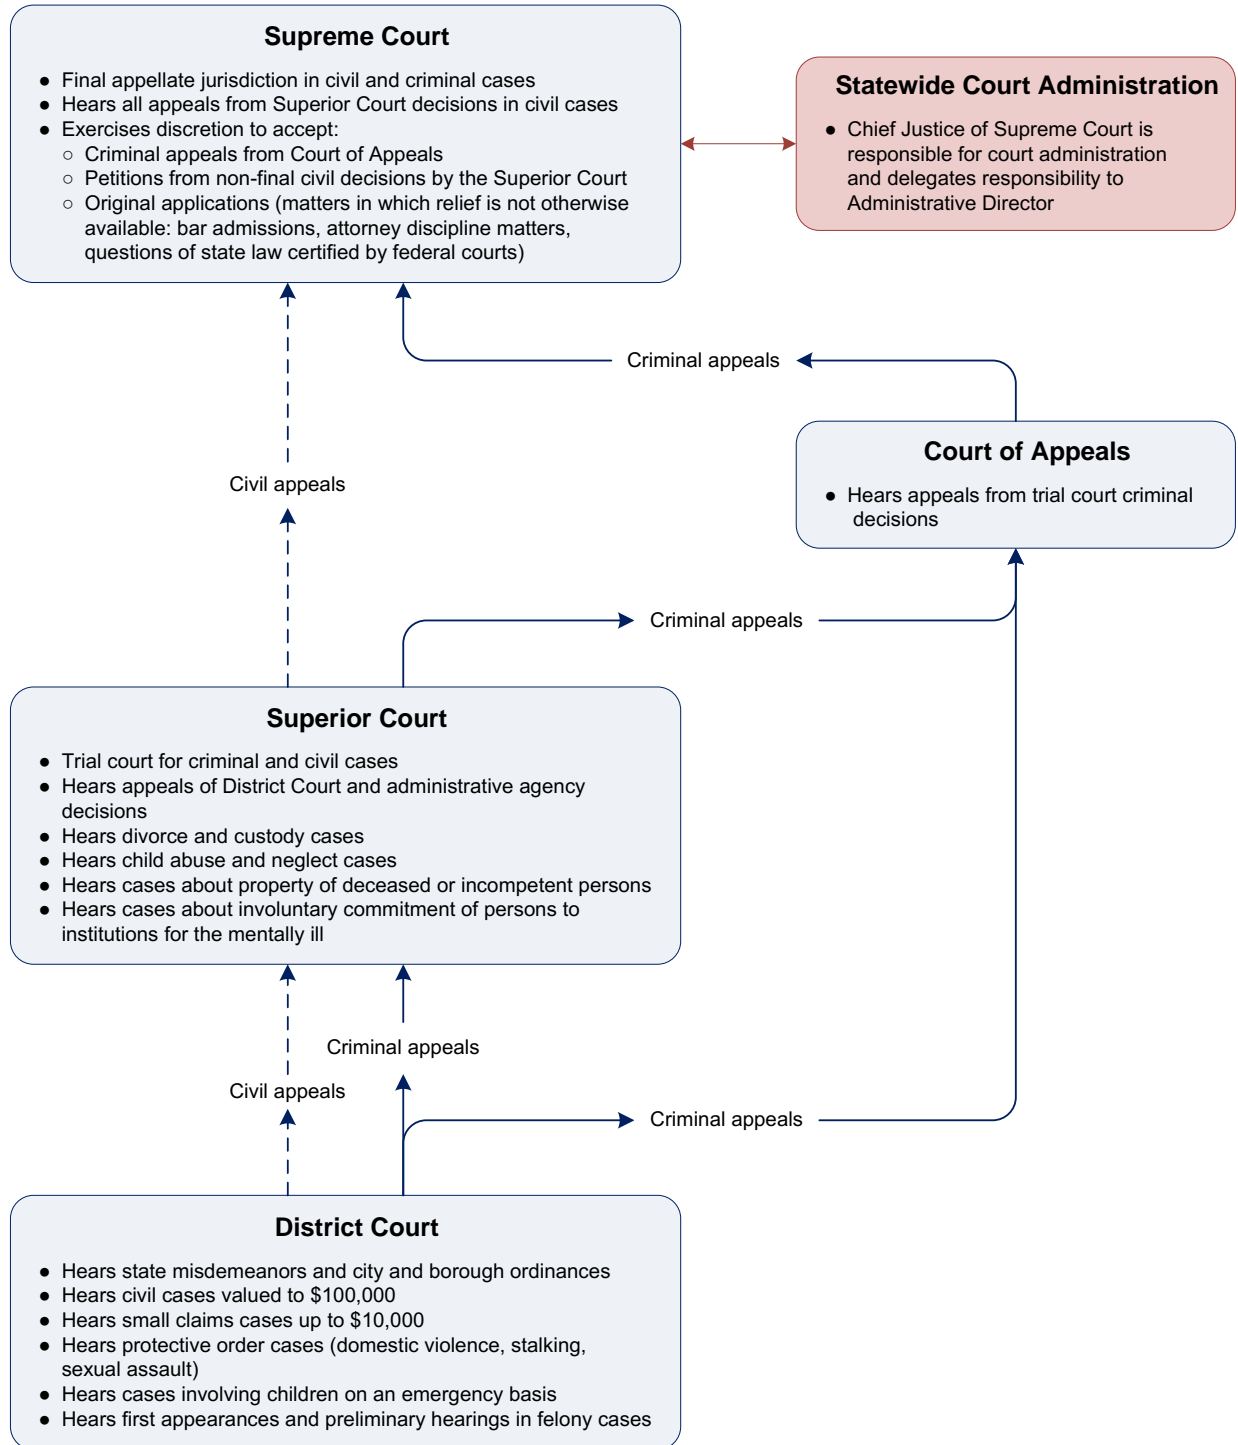 Supreme Court
● Final appellate jurisdiction in civil and criminal cases
● Hears all appeals from Superior Court decisions in civil cases
● Exercises discretion to accept:
○ Criminal appeals from Court of Appeals
○ Petitions from non-final civil decisions by the Superior Court
○ Original applications (matters in which relief is not otherwise
available: bar admissions, attorney discipline matters,
questions of state law certified by federal courts)
Statewide Court Administration
● Chief Justice of Supreme Court is
responsible for court administration
and delegates responsibility to
Administrative Director
Criminal appeals
Court of Appeals
● Hears appeals from trial court criminal
decisions
Civil appeals
Criminal appeals
Superior Court
● Trial court for criminal and civil cases
● Hears appeals of District Court and administrative agency
decisions
● Hears divorce and custody cases
● Hears child abuse and neglect cases
● Hears cases about property of deceased or incompetent persons
● Hears cases about involuntary commitment of persons to
institutions for the mentally ill
Criminal appeals
Civil appeals
Criminal appeals
District Court
● Hears state misdemeanors and city and borough ordinances
● Hears civil cases valued to $100,000
● Hears small claims cases up to $10,000
● Hears protective order cases (domestic violence, stalking,
sexual assault)
● Hears cases involving children on an emergency basis
● Hears first appearances and preliminary hearings in felony cases